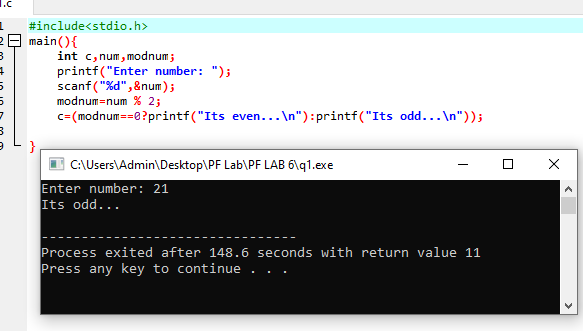 1.c
1 #include<stdio.h>
2 main(){
3 int c,num,modnum;
4 printf("Enter number: ");
5 scanf("%d",&num);
6 modnum=num % 2;
7 c=(modnum==0?printf("Its even...\n"):printf("Its odd...\n"));
8
9 }
C:\Users\Admin\Desktop\PF Lab\PF LAB 6\q1.exe
Enter number: 21
Its odd...
--------------------------------
Process exited after 148.6 seconds with return value 11
Press any key to continue . . .